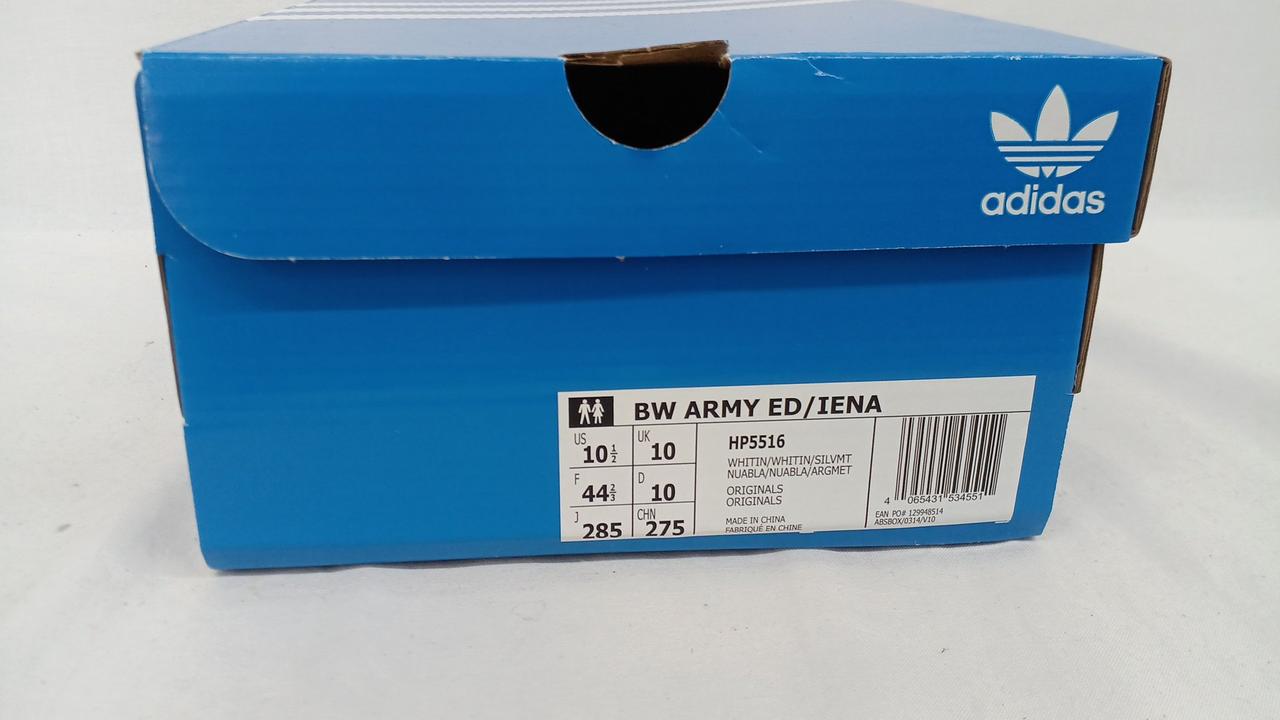 adidas
BW ARMY ED/IENA
US 10½ UK 10
F 44⅔ D 10
J 285 CHN 275
HP5516
WHITIN/WHITIN/SILVMT
NUABLA/NUABLA/ARGMET
ORIGINALS
ORIGINALS
MADE IN CHINA
FABRIQUÉ EN CHINE
4 065431 534551
EAN PO# 129948514
ABSBOX/0314/V10